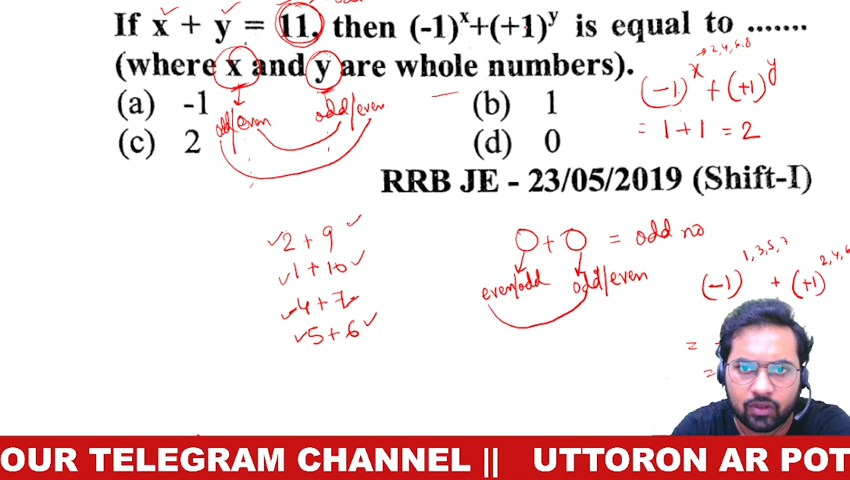 If x + y = 11. then (-1)ˣ+(+1)ʸ is equal to .......
(where x and y are whole numbers).
(a) -1
(b) 1
(c) 2
(d) 0
RRB JE - 23/05/2019 (Shift-I)
odd/even
odd/even
→ 2, 4, 6, 8
(-1)ˣ + (+1)ʸ
= 1 + 1 = 2
2 + 9
1 + 10
4 + 7
5 + 6
O + O = odd no
even/odd
odd/even
1, 3, 5, 7
2, 4, 6
(-1) + (+1)
=
=
OUR TELEGRAM CHANNEL || UTTORON AR POT